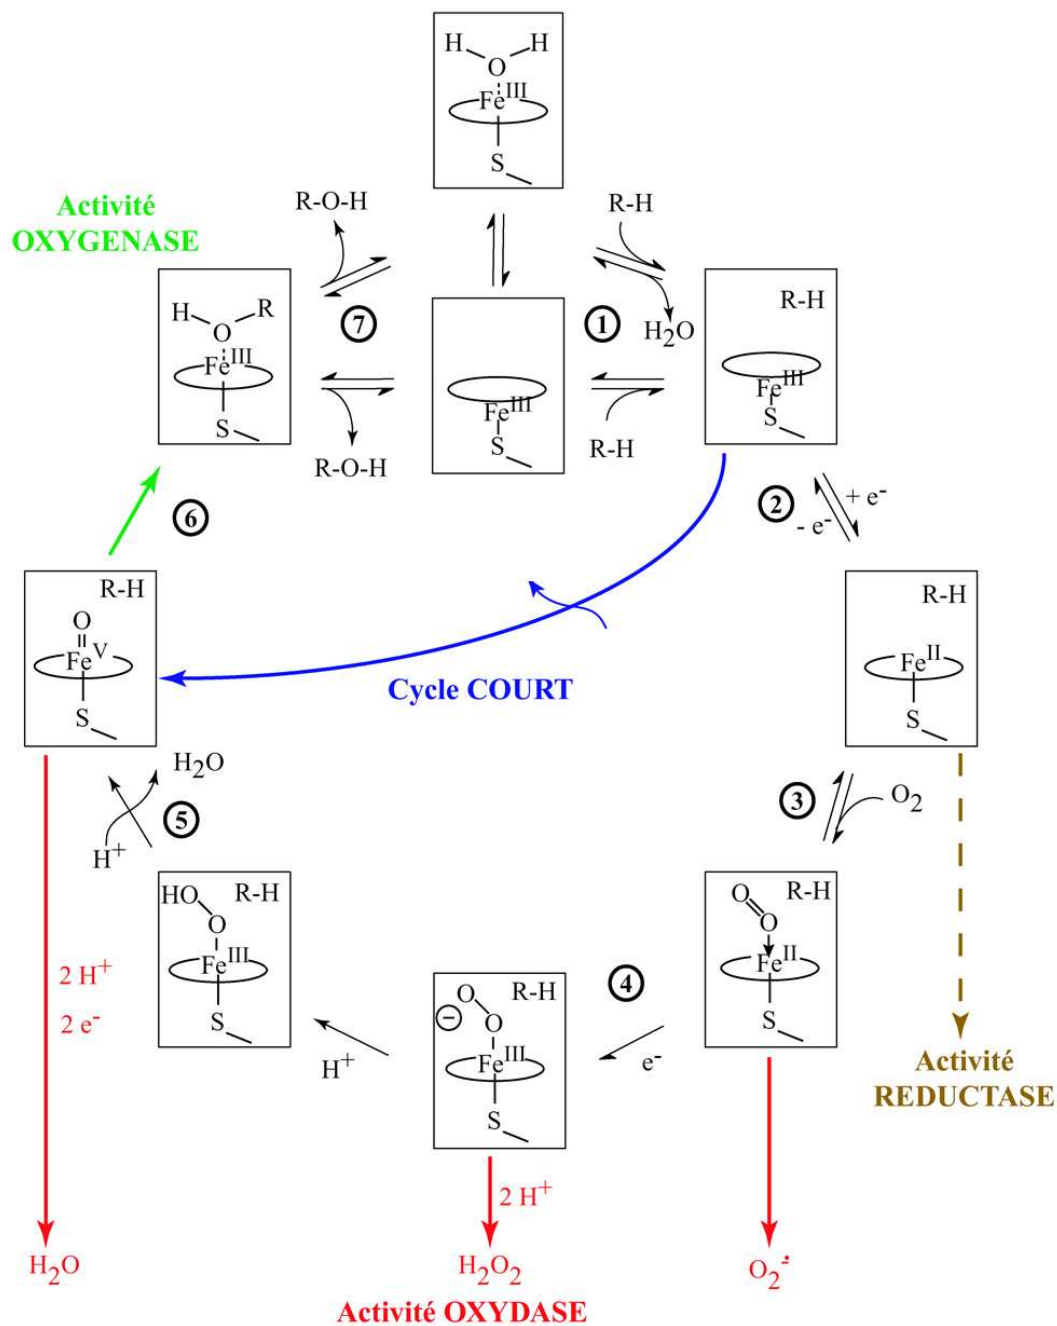 H H
O
Fe III
S
Activité
OXYGENASE
R-O-H
R-H
H O R
Fe III
S
7
1
H2O
R-H
Fe III
S
Fe III
S
R-O-H
R-H
6
2
+ e-
- e-
R-H
O
Fe V
S
R-H
Fe II
S
Cycle COURT
H2O
5
H+
3
O2
HO
R-H
O
Fe III
S
O
R-H
O
Fe II
S
2 H+
2 e-
O
R-H
−
O
Fe III
S
4
H+
e-
Activité
REDUCTASE
2 H+
H2O
H2O2
O2∸
Activité OXYDASE